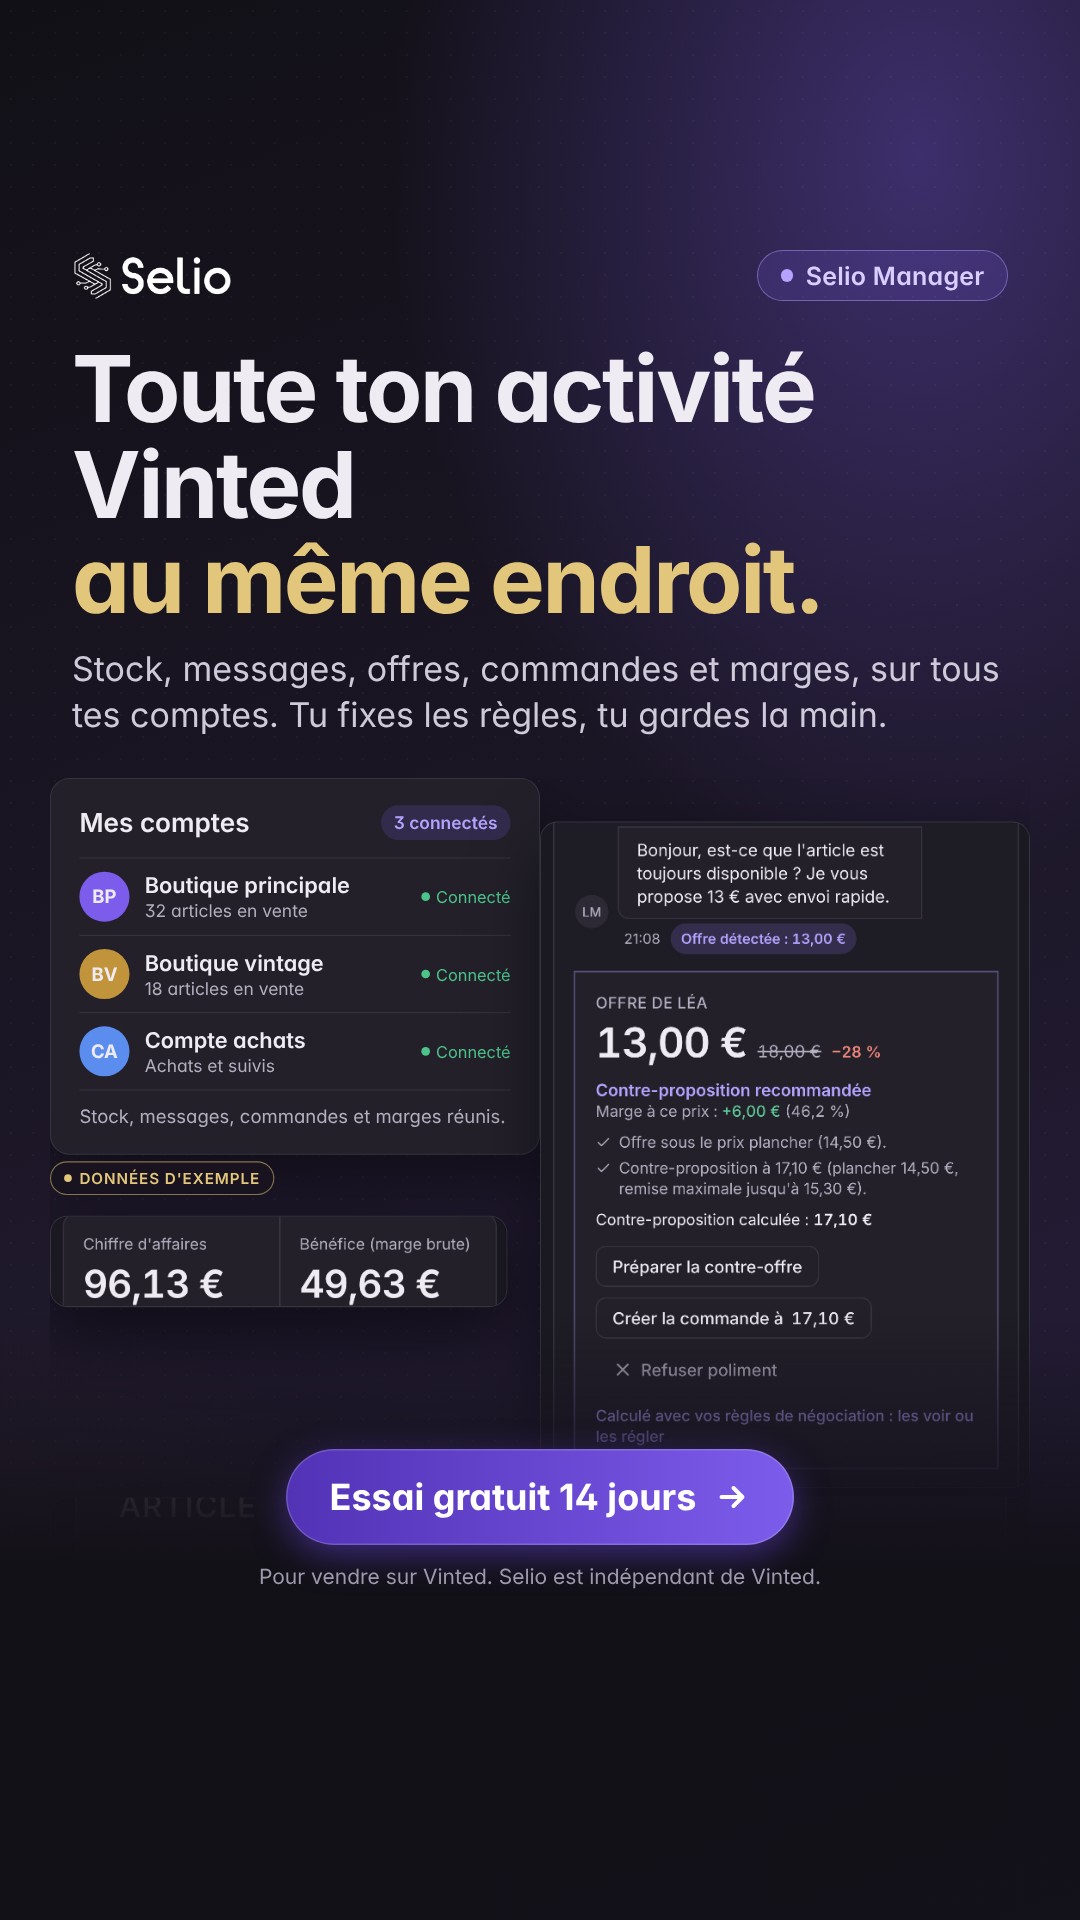 Selio
Selio Manager
Toute ton activité
Vinted
au même endroit.
Stock, messages, offres, commandes et marges, sur tous
tes comptes. Tu fixes les règles, tu gardes la main.
Mes comptes
3 connectés
BP
Boutique principale
32 articles en vente
Connecté
BV
Boutique vintage
18 articles en vente
Connecté
CA
Compte achats
Achats et suivis
Connecté
Stock, messages, commandes et marges réunis.
DONNÉES D'EXEMPLE
Chiffre d'affaires
96,13 €
Bénéfice (marge brute)
49,63 €
Bonjour, est-ce que l'article est
toujours disponible ? Je vous
propose 13 € avec envoi rapide.
LM
21:08
Offre détectée : 13,00 €
OFFRE DE LÉA
13,00 € 18,00 € −28 %
Contre-proposition recommandée
Marge à ce prix : +6,00 € (46,2 %)
Offre sous le prix plancher (14,50 €).
Contre-proposition à 17,10 € (plancher 14,50 €,
remise maximale jusqu'à 15,30 €).
Contre-proposition calculée : 17,10 €
Préparer la contre-offre
Créer la commande à 17,10 €
Refuser poliment
Calculé avec vos règles de négociation : les voir ou
les régler
ARTICLE
Essai gratuit 14 jours →
Pour vendre sur Vinted. Selio est indépendant de Vinted.